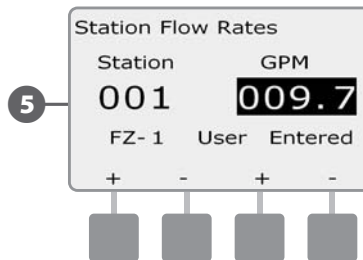 Station Flow Rates
Station GPM
5 001 009.7
FZ-1 User Entered
+ - + -